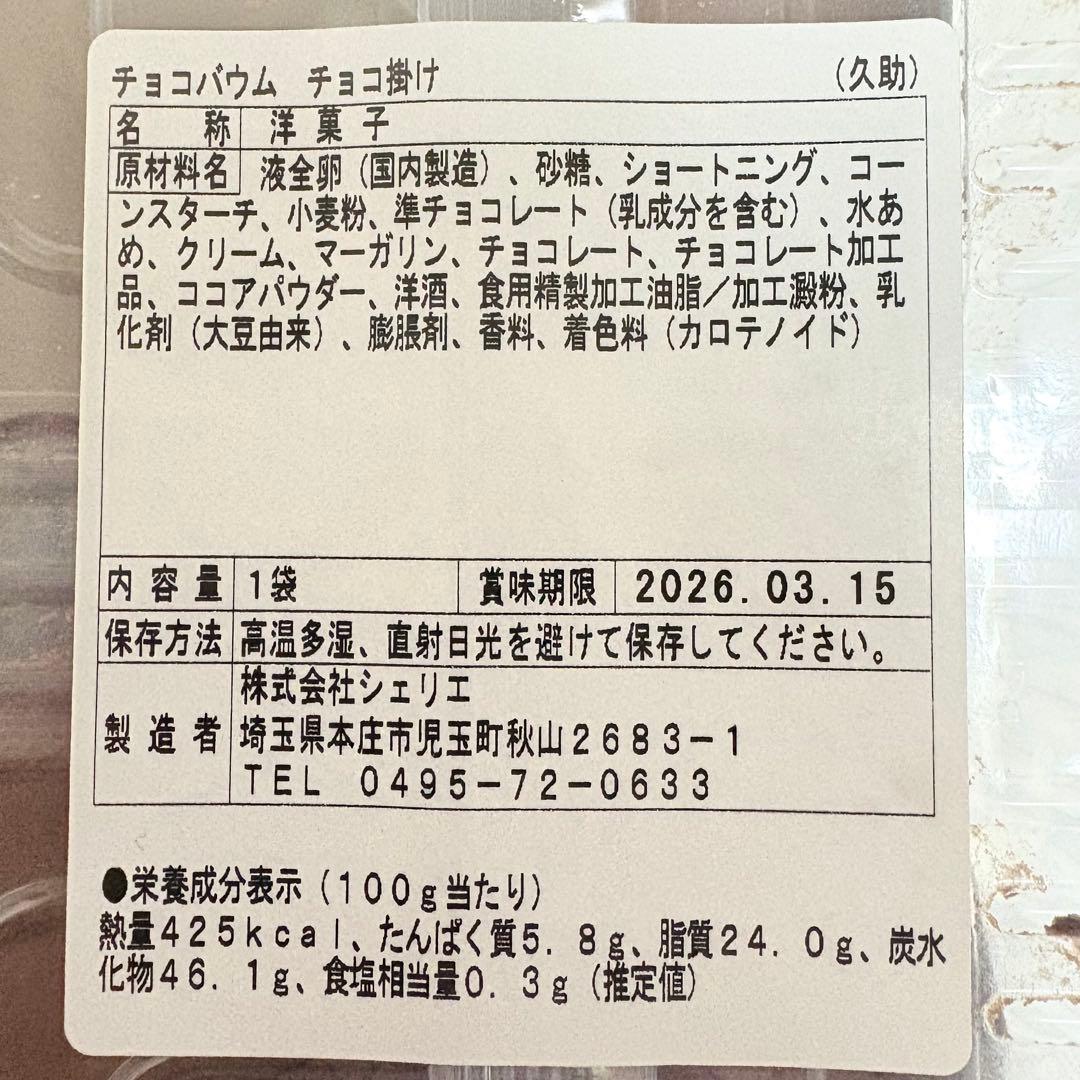 チョコバウム　チョコ掛け　（久助）
名　称　洋菓子
原材料名　液全卵（国内製造）、砂糖、ショートニング、コー
ンスターチ、小麦粉、準チョコレート（乳成分を含む）、水あ
め、クリーム、マーガリン、チョコレート、チョコレート加工
品、ココアパウダー、洋酒、食用精製加工油脂／加工澱粉、乳
化剤（大豆由来）、膨脹剤、香料、着色料（カロテノイド）
内容量　1袋　賞味期限　2026.03.15
保存方法　高温多湿、直射日光を避けて保存してください。
株式会社シェリエ
製造者　埼玉県本庄市児玉町秋山２６８３－１
ＴＥＬ　０４９５－７２－０６３３
●栄養成分表示（１００ｇ当たり）
熱量４２５ｋｃａｌ、たんぱく質５．８ｇ、脂質２４．０ｇ、炭水
化物４６．１ｇ、食塩相当量０．３ｇ（推定値）